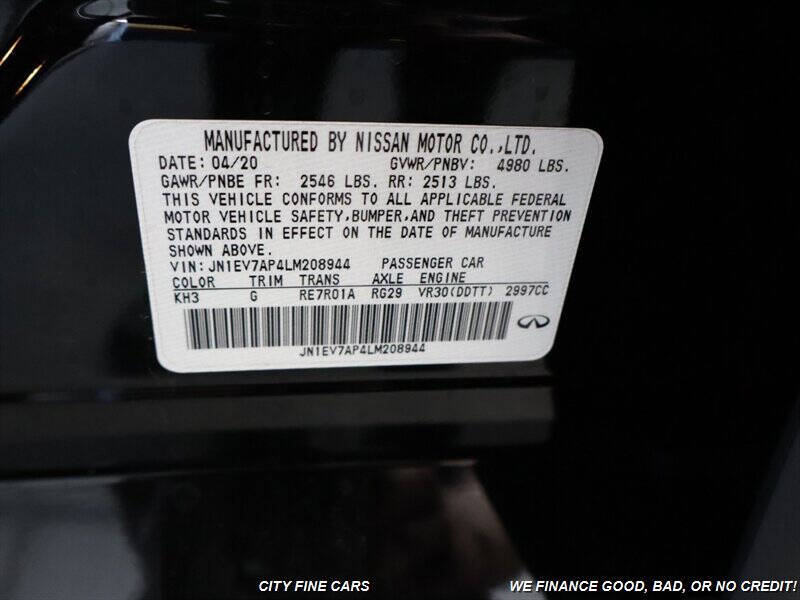 MANUFACTURED BY NISSAN MOTOR CO.,LTD.
DATE: 04/20 GVWR/PNBV: 4980 LBS.
GAWR/PNBE FR: 2546 LBS. RR: 2513 LBS.
THIS VEHICLE CONFORMS TO ALL APPLICABLE FEDERAL
MOTOR VEHICLE SAFETY,BUMPER,AND THEFT PREVENTION
STANDARDS IN EFFECT ON THE DATE OF MANUFACTURE
SHOWN ABOVE.
VIN: JN1EV7AP4LM208944 PASSENGER CAR
COLOR TRIM TRANS AXLE ENGINE
KH3 G RE7R01A RG29 VR30(DDTT) 2997CC
JN1EV7AP4LM208944
CITY FINE CARS WE FINANCE GOOD, BAD, OR NO CREDIT!